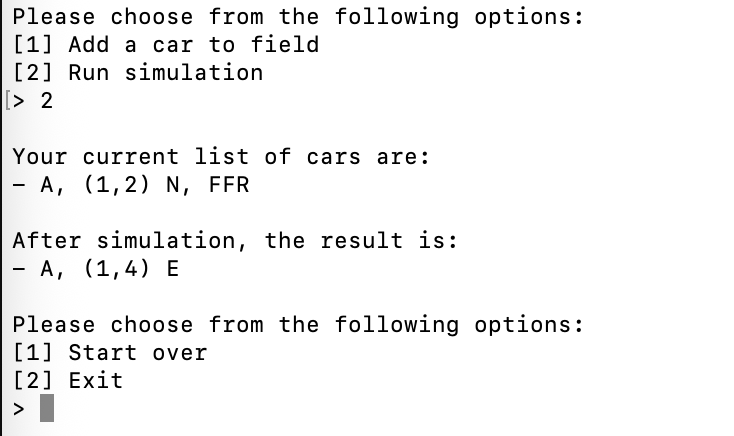 Please choose from the following options:
[1] Add a car to field
[2] Run simulation
[> 2
Your current list of cars are:
- A, (1,2) N, FFR
After simulation, the result is:
- A, (1,4) E
Please choose from the following options:
[1] Start over
[2] Exit
>